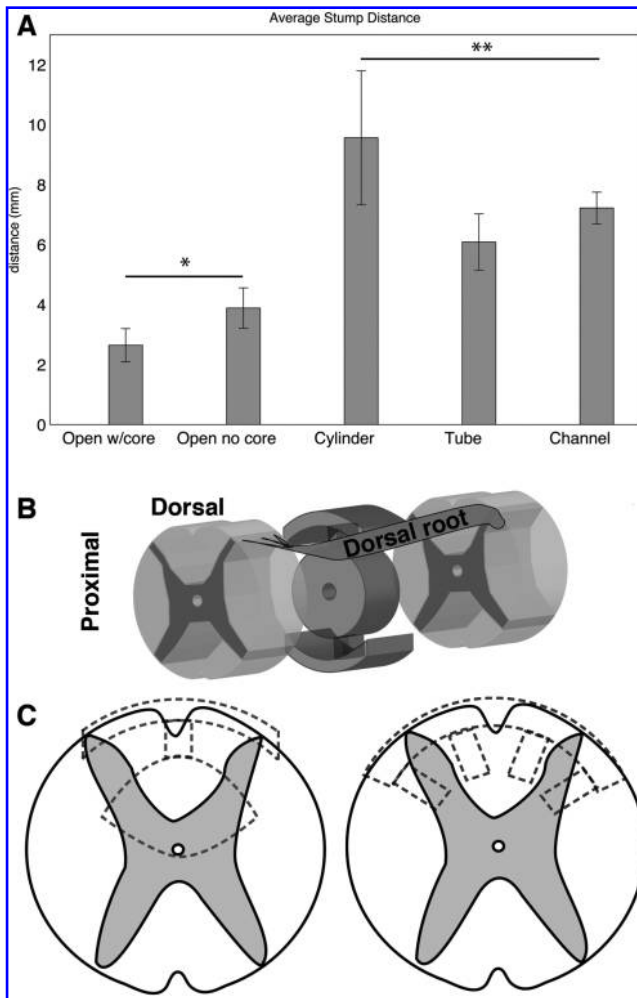 Average Stump Distance
A
12
**
10
distance (mm)
8
6
*
4
2
0
Open w/core Open no core Cylinder Tube Channel
B
Dorsal
Dorsal root
Proximal
C